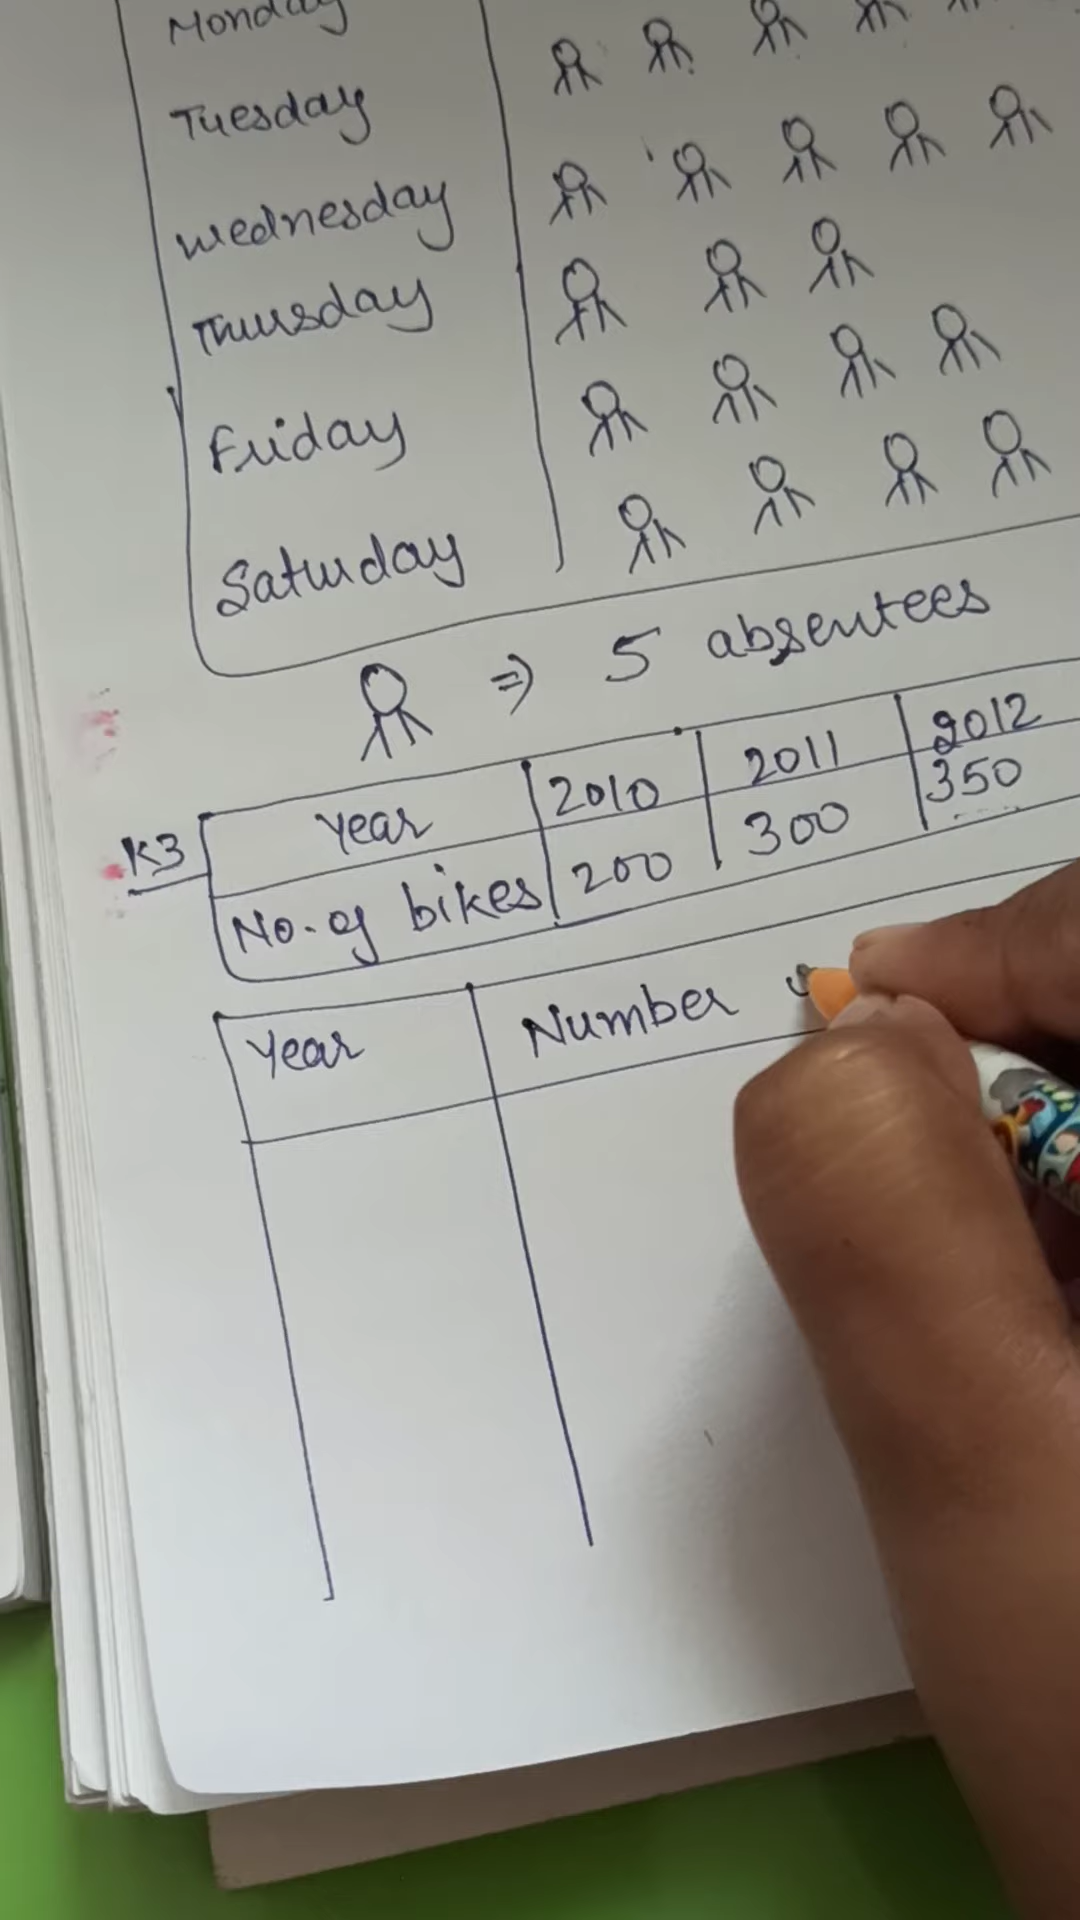 Monday
Tuesday
Wednesday
Thursday
Friday
Saturday
=> 5 absentees
K3
Year 2010 2011 2012
No. of bikes 200 300 350
Year Number